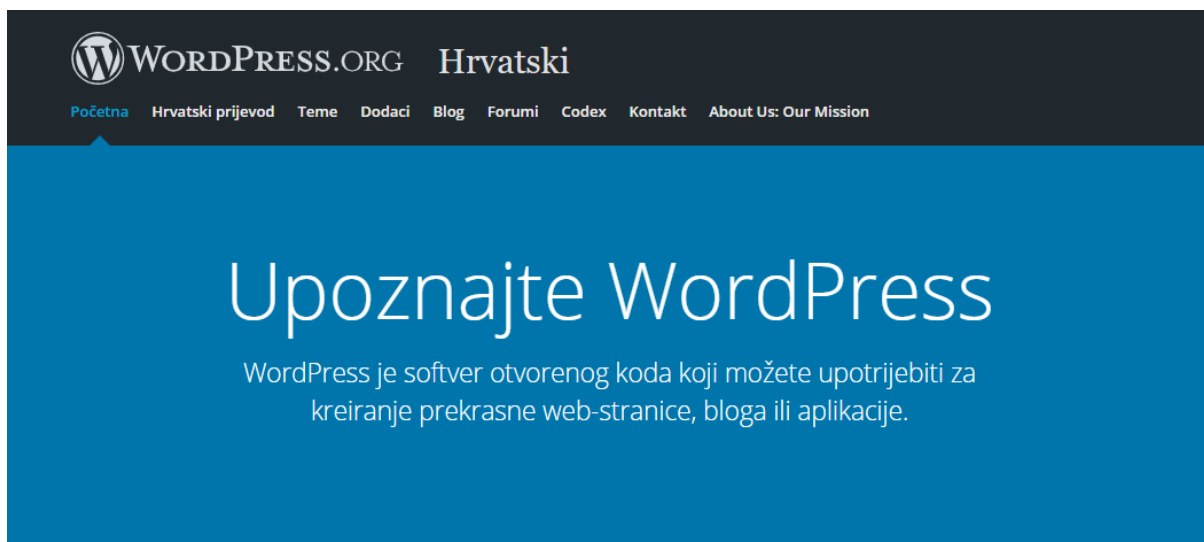 WORDPRESS.ORG Hrvatski
Početna Hrvatski prijevod Teme Dodaci Blog Forumi Codex Kontakt About Us: Our Mission
Upoznajte WordPress
WordPress je softver otvorenog koda koji možete upotrijebiti za
kreiranje prekrasne web-stranice, bloga ili aplikacije.